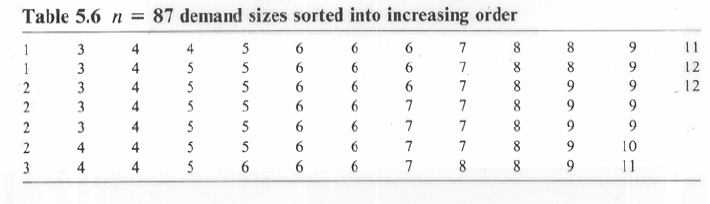 Table 5.6 n = 87 demand sizes sorted into increasing order
1 3 4 4 5 6 6 6 7 8 8 9 11
1 3 4 5 5 6 6 6 7 8 8 9 12
2 3 4 5 5 6 6 6 7 8 9 9 12
2 3 4 5 5 6 6 7 7 8 9 9
2 3 4 5 5 6 6 7 7 8 9 9
2 4 4 5 5 6 6 7 7 8 9 10
3 4 4 5 6 6 6 7 8 8 9 11